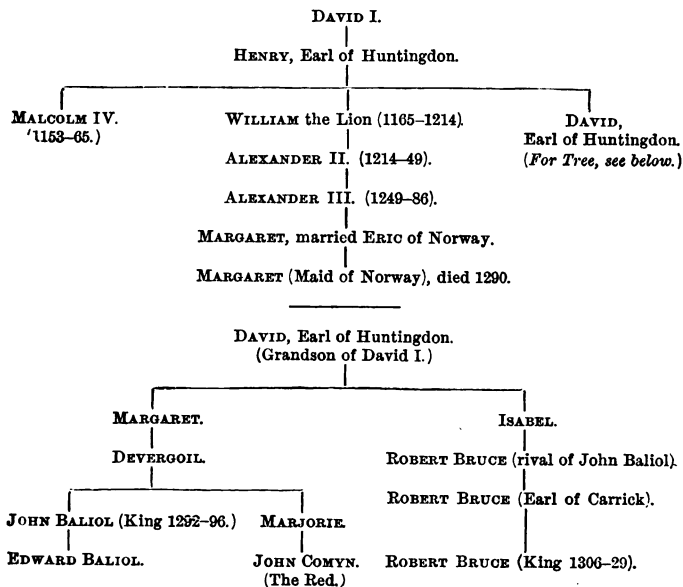 DAVID I.
HENRY, Earl of Huntingdon.
MALCOLM IV. WILLIAM the Lion (1165–1214). DAVID,
'1153–65.) Earl of Huntingdon.
ALEXANDER II. (1214–49). (For Tree, see below.)
ALEXANDER III. (1249–86).
MARGARET, married ERIC of Norway.
MARGARET (Maid of Norway), died 1290.
DAVID, Earl of Huntingdon.
(Grandson of David I.)
MARGARET. ISABEL.
DEVERGOIL. ROBERT BRUCE (rival of John Baliol).
ROBERT BRUCE (Earl of Carrick).
JOHN BALIOL (King 1292–96.) MARJORIE.
EDWARD BALIOL. JOHN COMYN. ROBERT BRUCE (King 1306–29).
(The Red.)